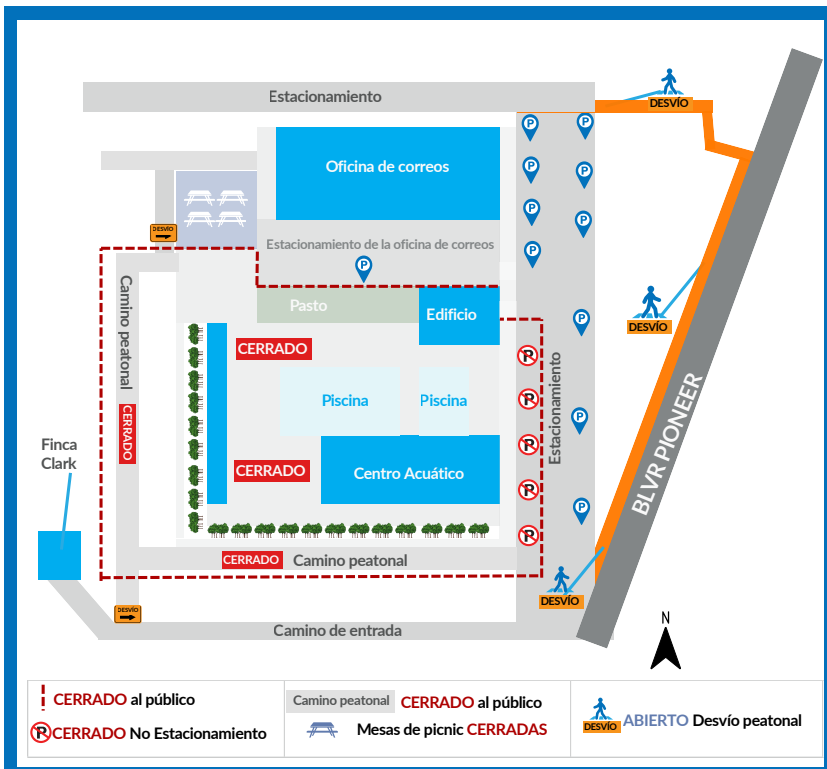 Estacionamiento
DESVÍO
P
P
Oficina de correos
P
P
P
P
DESVÍO
Estacionamiento de la oficina de correos
P
P
Camino peatonal
Pasto
Edificio
P
DESVÍO
CERRADO
P
Estacionamiento
BLVR PIONEER
Piscina
Piscina
P
P
CERRADO
Finca
Clark
CERRADO
Centro Acuático
P
P
P
P
CERRADO
Camino peatonal
DESVÍO
DESVÍO
Camino de entrada
N
CERRADO al público
Camino peatonal CERRADO al público
DESVÍO ABIERTO Desvío peatonal
P CERRADO No Estacionamiento
Mesas de picnic CERRADAS